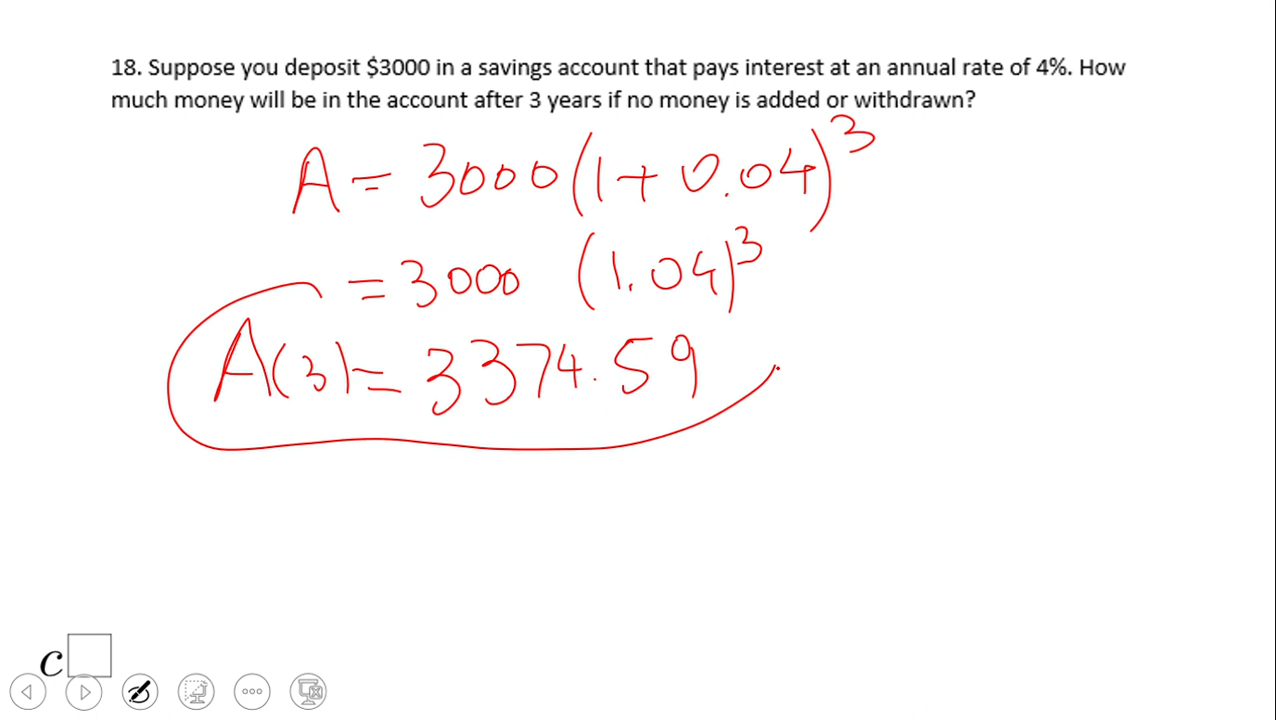 18. Suppose you deposit $3000 in a savings account that pays interest at an annual rate of 4%. How
much money will be in the account after 3 years if no money is added or withdrawn?
A = 3000(1 + 0.04)³
= 3000 (1.04)³
A(3) = 3374.59
c